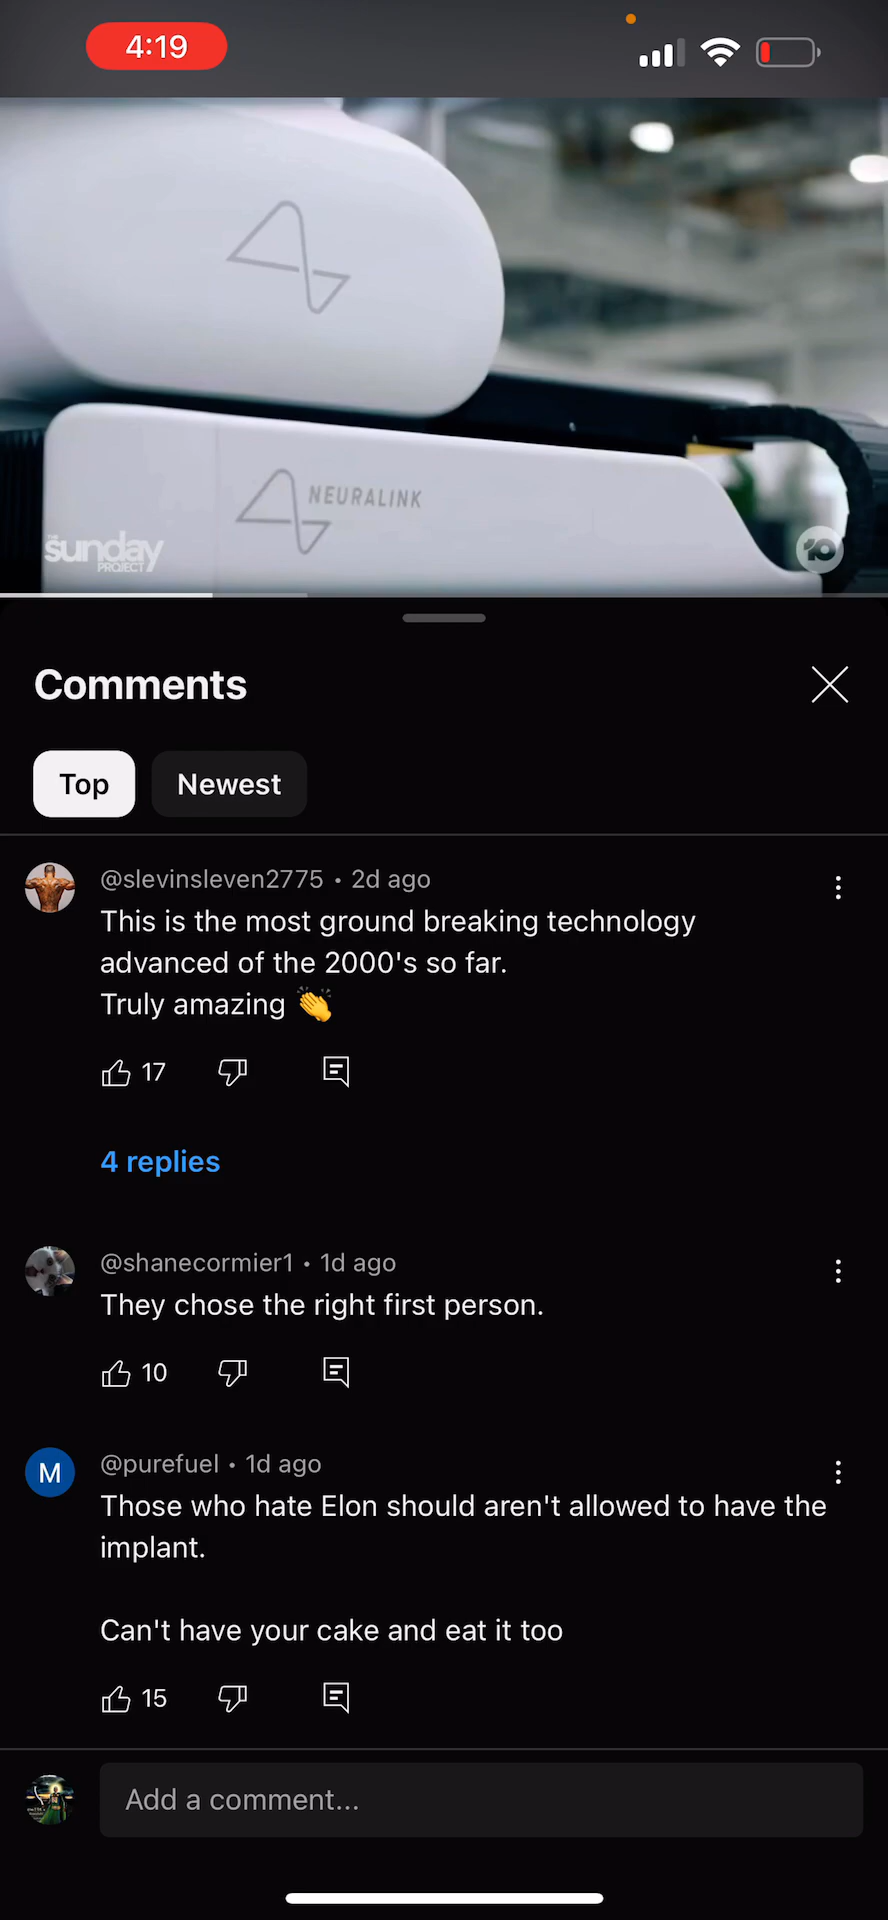 4:19
NEURALINK
THE
sunday
PROJECT
10
Comments
Top
Newest
@slevinsleven2775 • 2d ago
This is the most ground breaking technology
advanced of the 2000's so far.
Truly amazing 👏
17
4 replies
@shanecormier1 • 1d ago
They chose the right first person.
10
M
@purefuel • 1d ago
Those who hate Elon should aren't allowed to have the
implant.
Can't have your cake and eat it too
15
Add a comment...